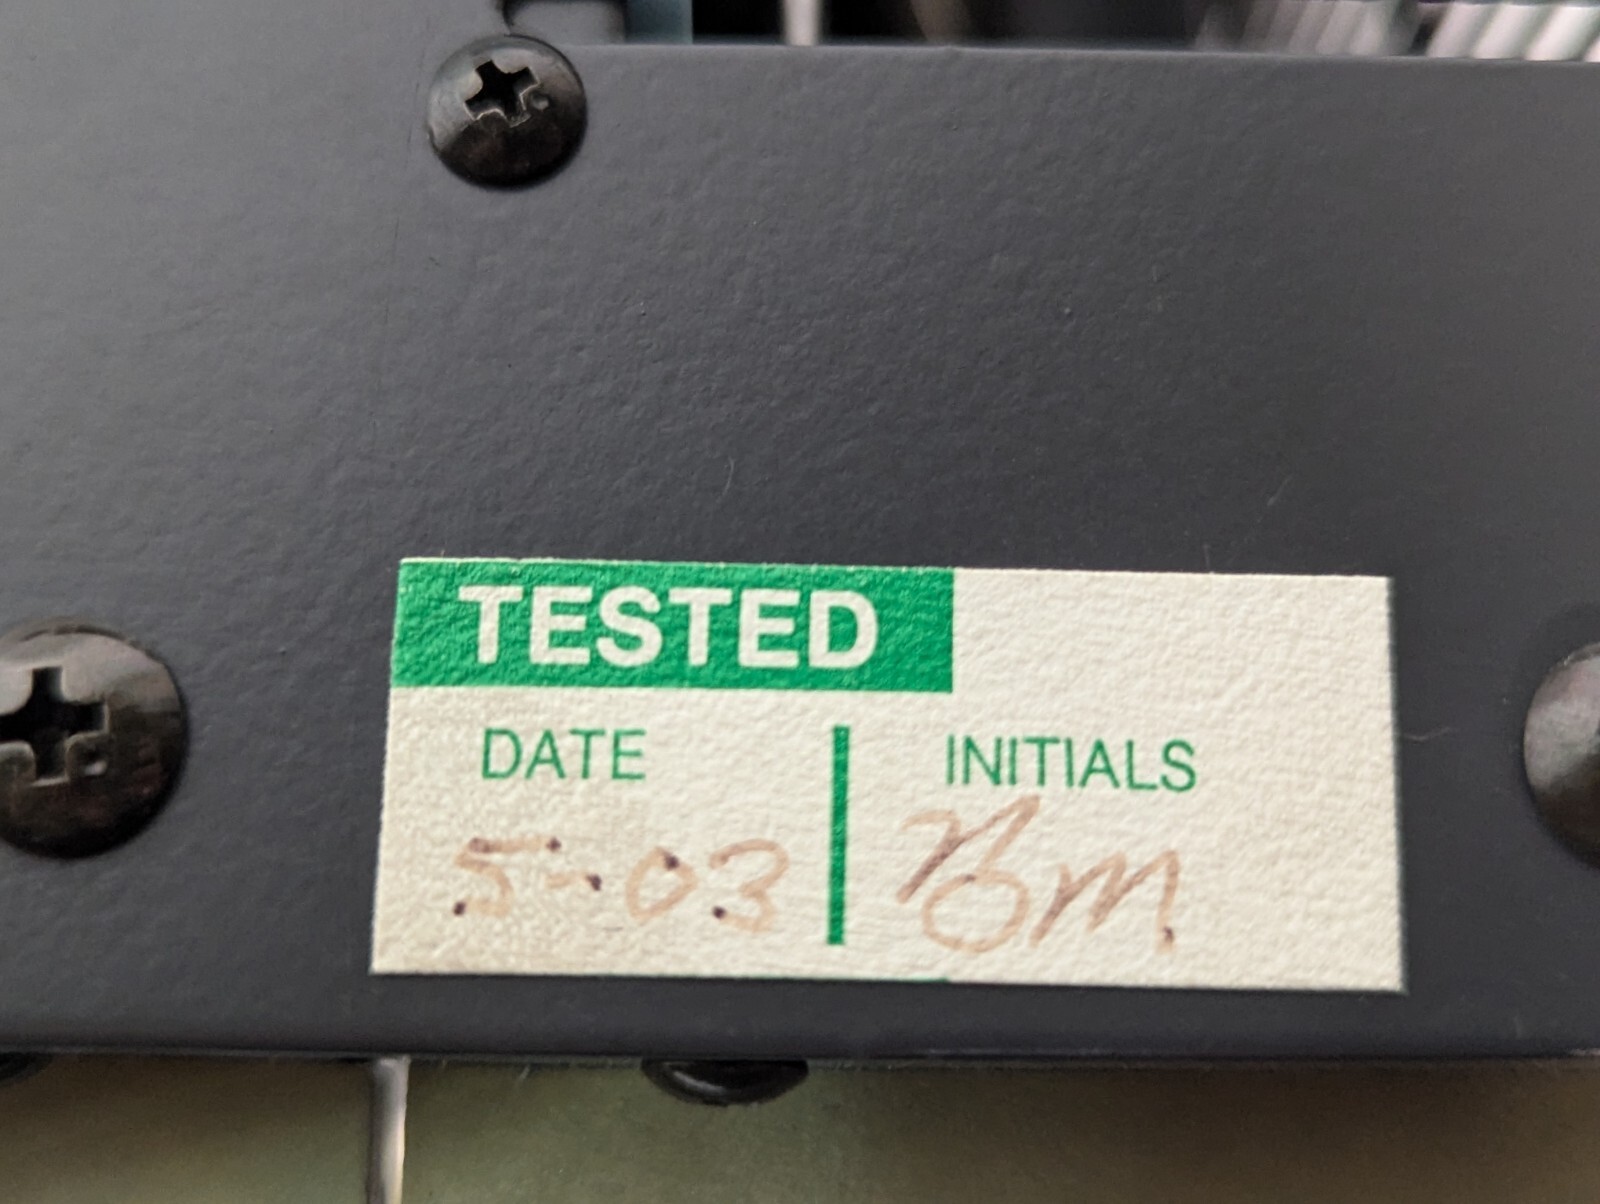 TESTED
DATE INITIALS
5-03 Bm